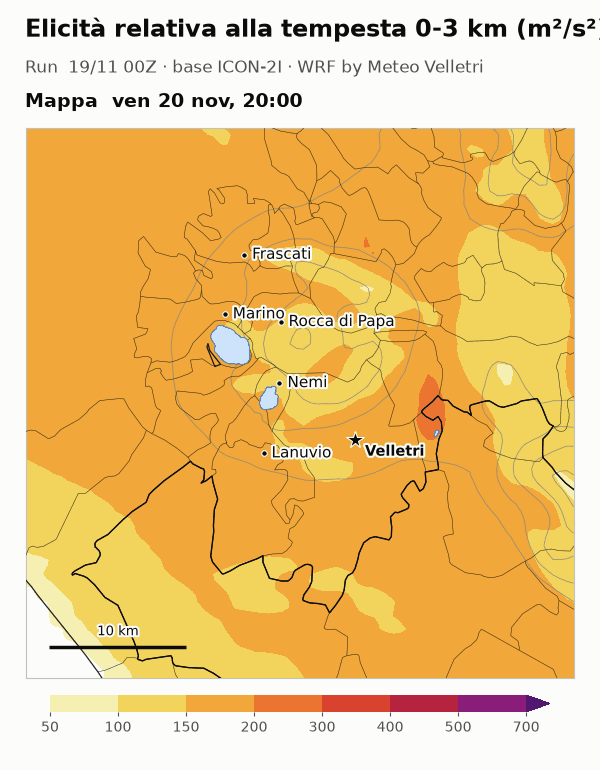 Elicità relativa alla tempesta 0-3 km (m²/s²)
Run 19/11 00Z · base ICON-2I · WRF by Meteo Velletri
Mappa ven 20 nov, 20:00
Frascati
Marino
Rocca di Papa
Nemi
Velletri
Lanuvio
10 km
50 100 150 200 300 400 500 700